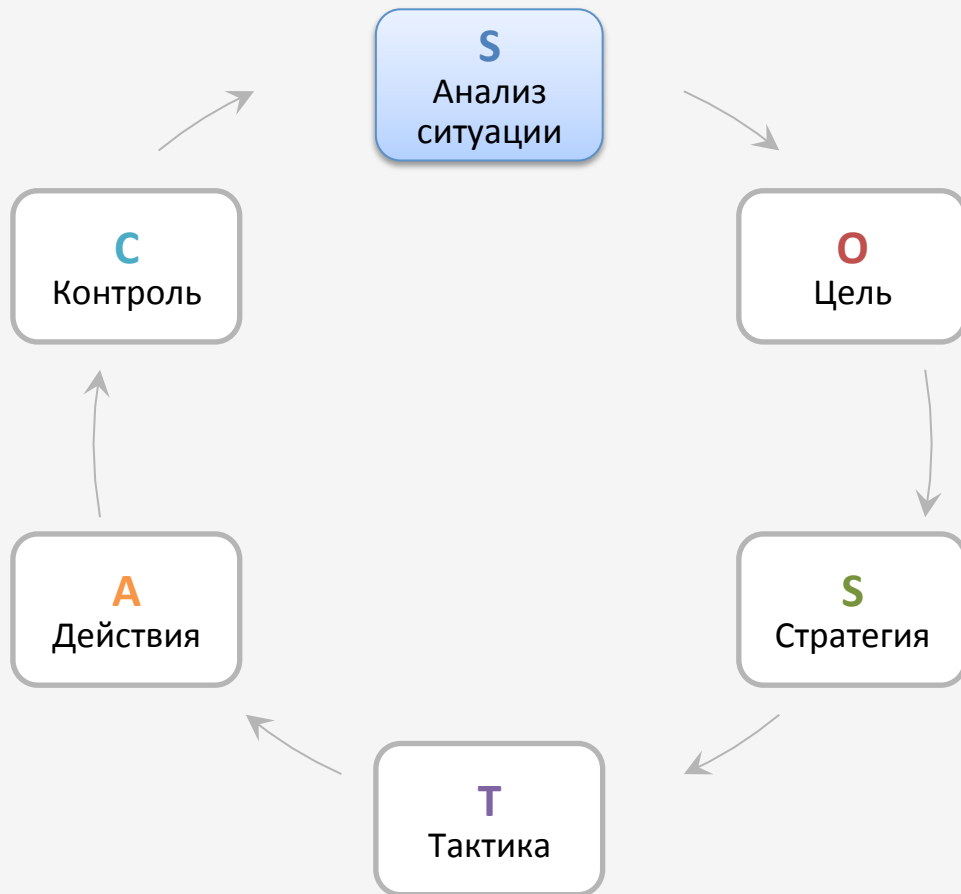 S
Анализ
ситуации
O
Цель
S
Стратегия
T
Тактика
A
Действия
C
Контроль